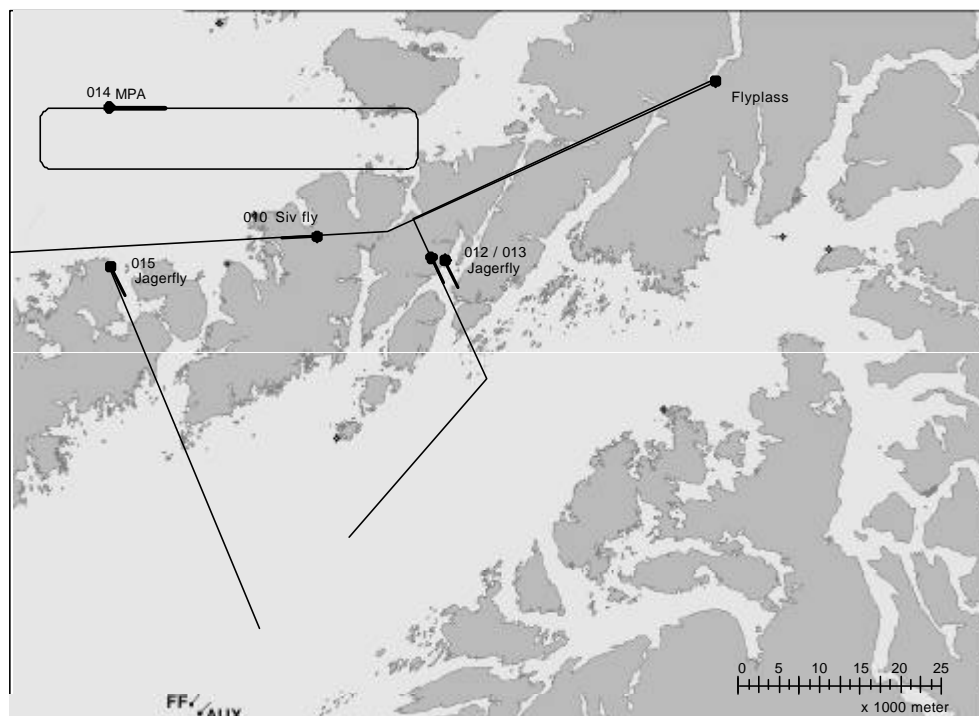 014 MPA
Flyplass
010 Siv fly
012 / 013
Jagerfly
015
Jagerfly
0 5 10 15 20 25
x 1000 meter
FF
AUX